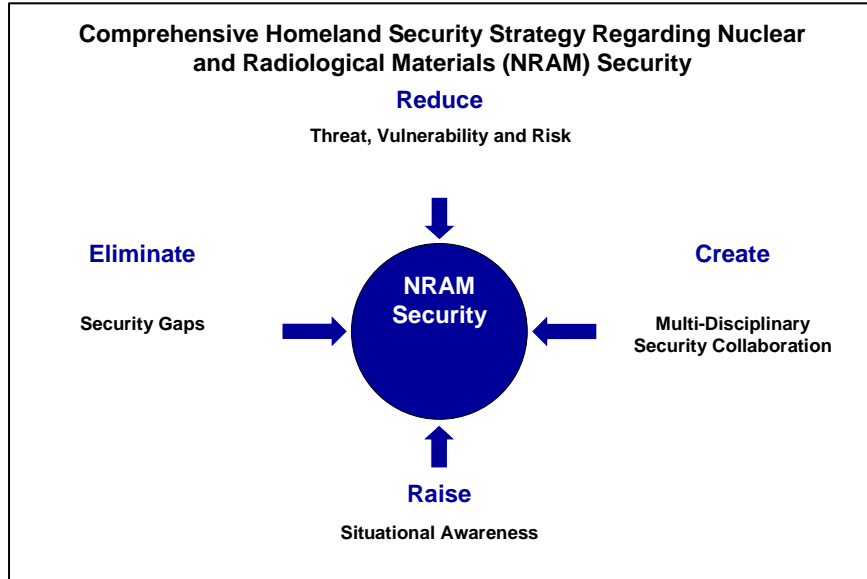 Comprehensive Homeland Security Strategy Regarding Nuclear
and Radiological Materials (NRAM) Security
Reduce
Threat, Vulnerability and Risk
Eliminate
Security Gaps
NRAM
Security
Create
Multi-Disciplinary
Security Collaboration
Raise
Situational Awareness